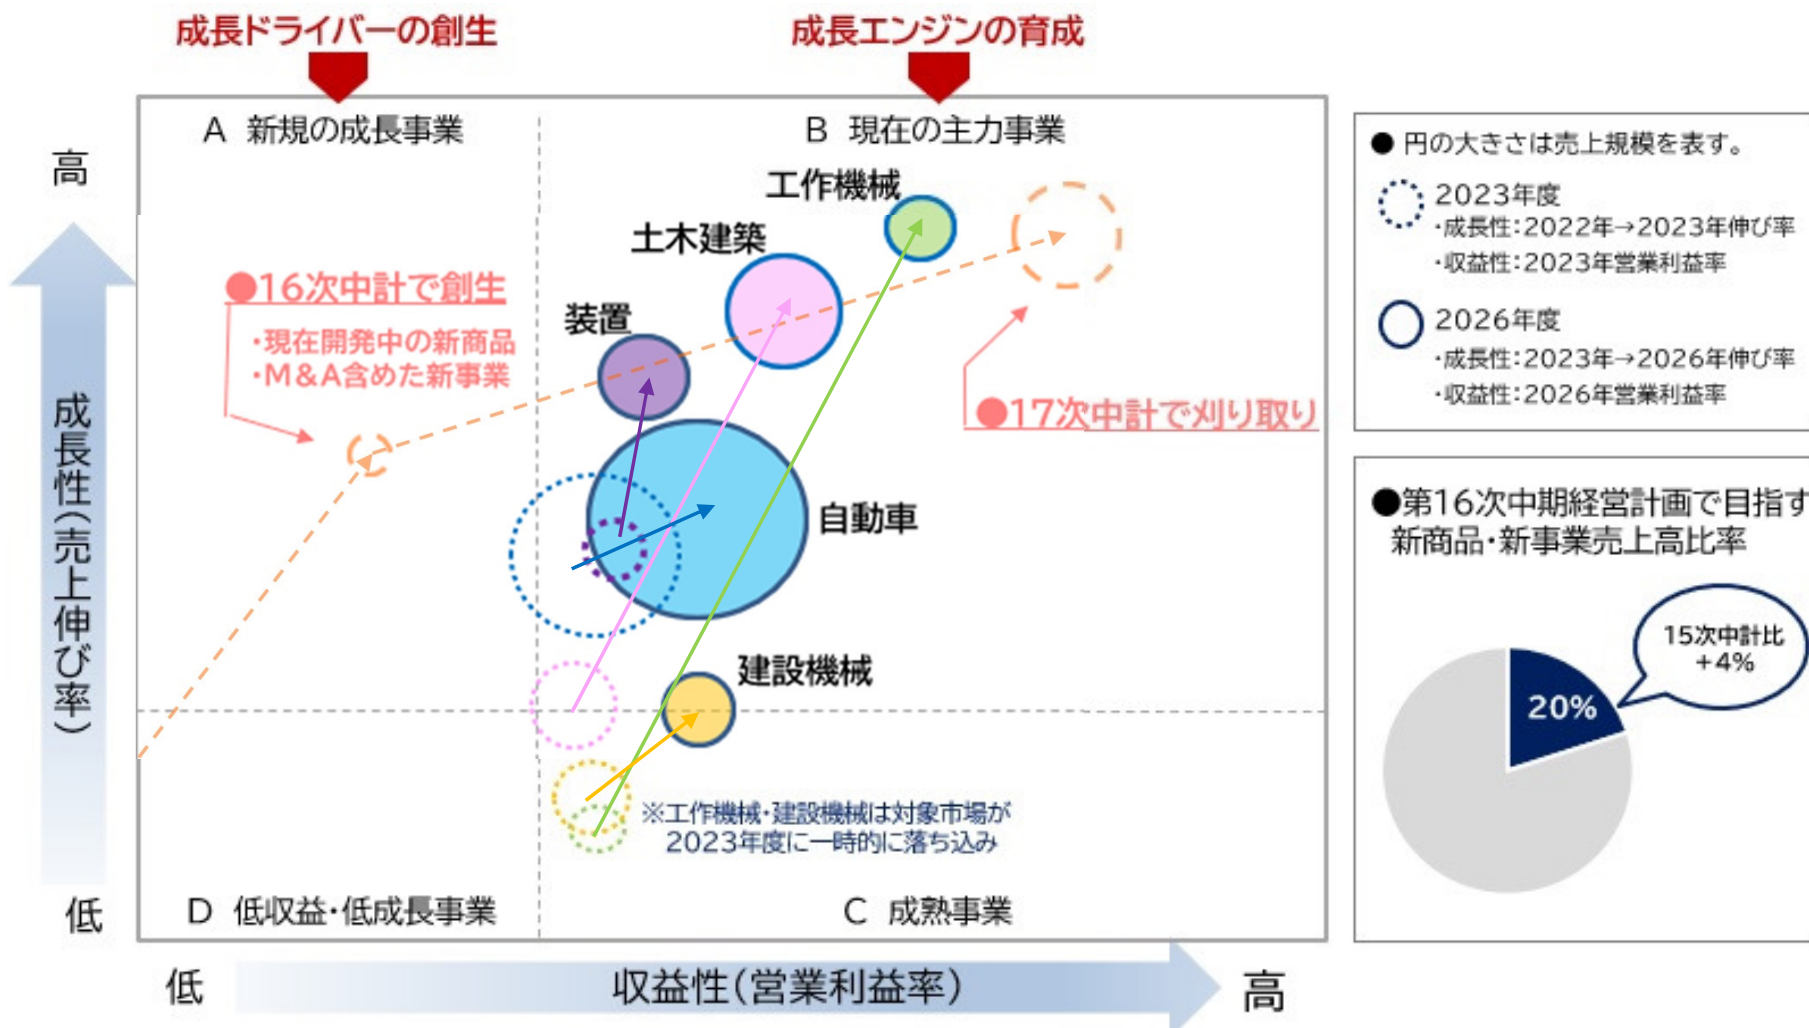 成長ドライバーの創生
成長エンジンの育成
A 新規の成長事業
B 現在の主力事業
高
工作機械
土木建築
装置
●16次中計で創生
・現在開発中の新商品
・M&A含めた新事業
●17次中計で刈り取り
自動車
建設機械
成長性(売上伸び率)
※工作機械・建設機械は対象市場が
2023年度に一時的に落ち込み
低
D 低収益・低成長事業
C 成熟事業
低
収益性(営業利益率)
高
● 円の大きさは売上規模を表す。
2023年度
・成長性:2022年→2023年伸び率
・収益性:2023年営業利益率
2026年度
・成長性:2023年→2026年伸び率
・収益性:2026年営業利益率
●第16次中期経営計画で目指す
新商品・新事業売上高比率
15次中計比
+4%
20%